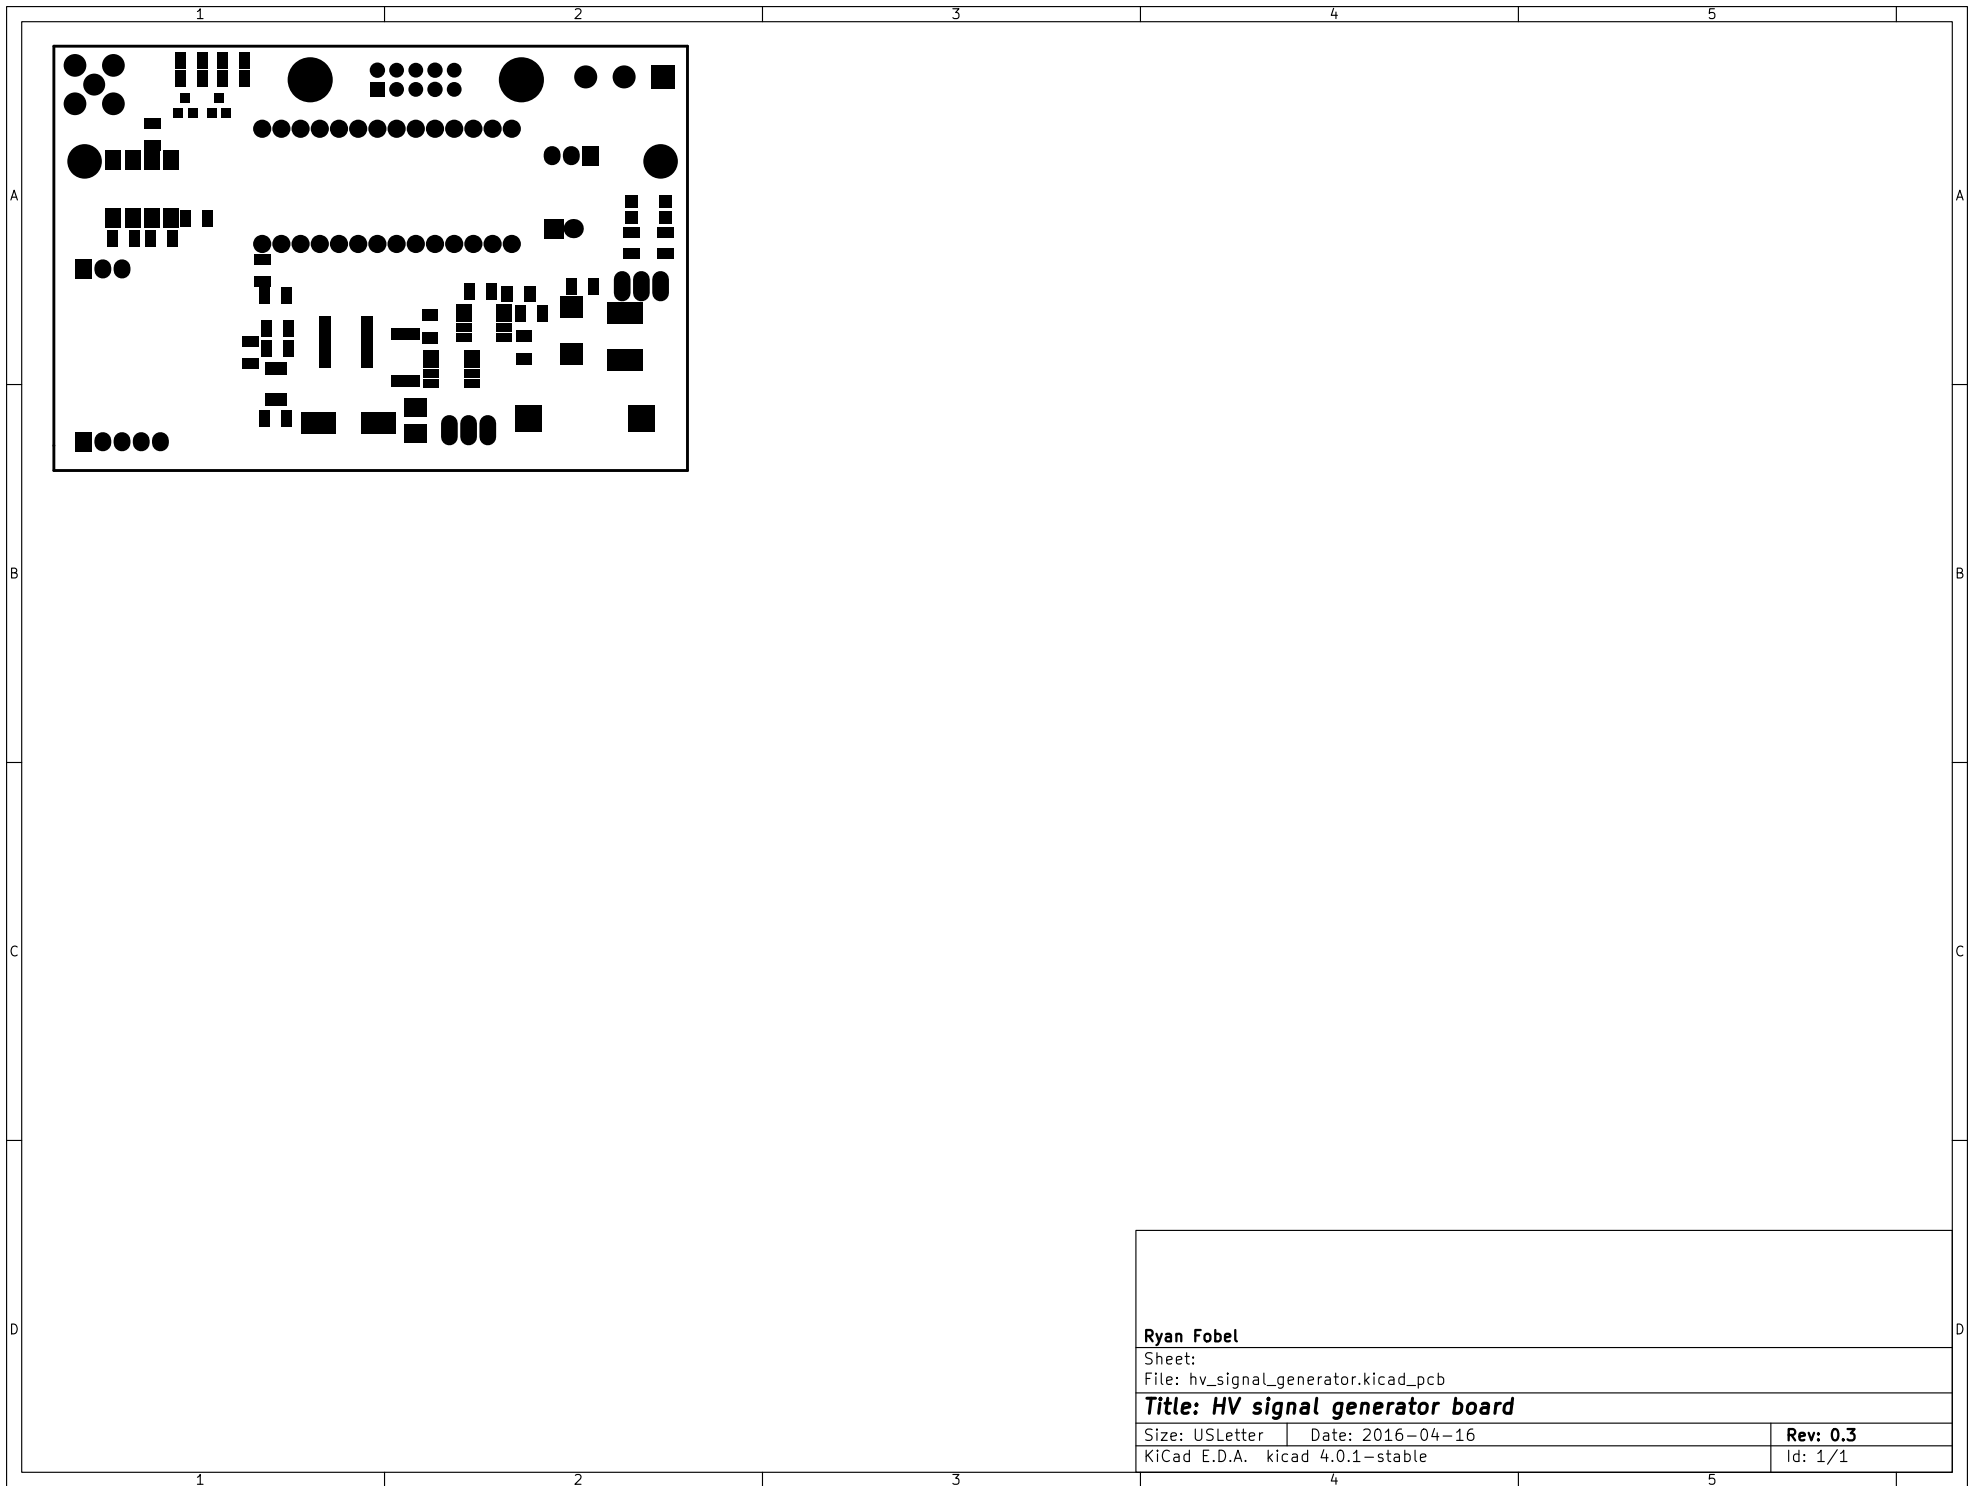 1 2 3 4 5
A A
B B
C C
D D
Ryan Fobel
Sheet:
File: hv_signal_generator.kicad_pcb
Title: HV signal generator board
Size: USLetter Date: 2016-04-16 Rev: 0.3
KiCad E.D.A. kicad 4.0.1-stable Id: 1/1
1 2 3 4 5